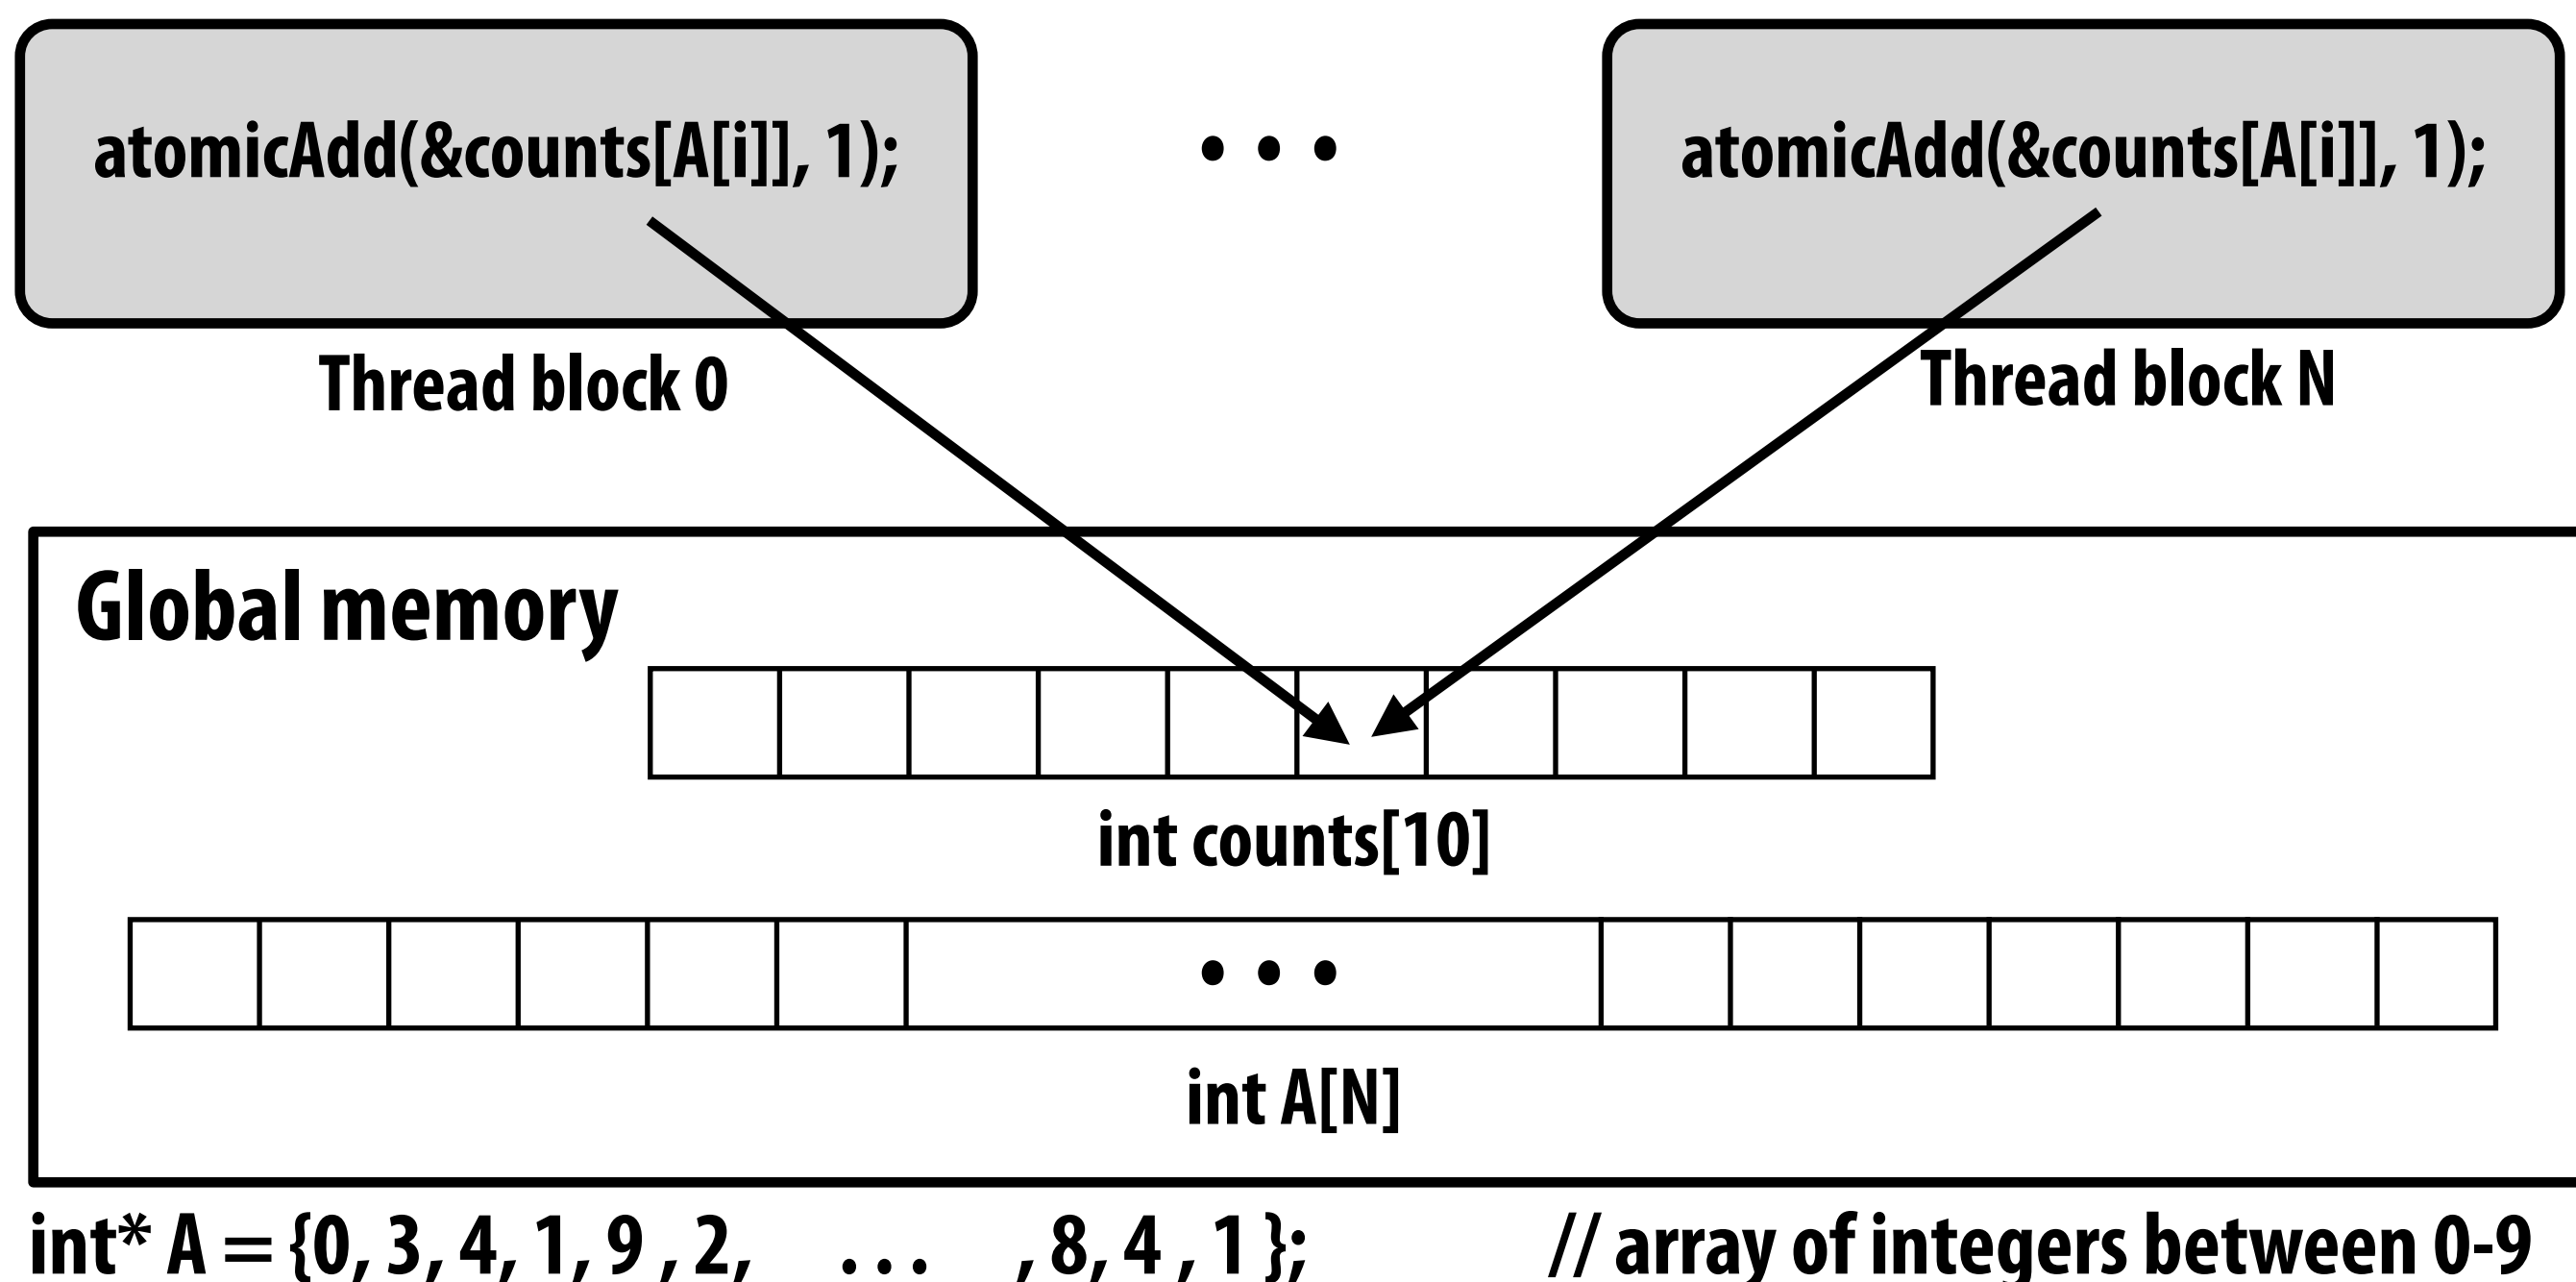 atomicAdd(&counts[A[i]], 1);
• • •
atomicAdd(&counts[A[i]], 1);
Thread block 0
Thread block N
Global memory
int counts[10]
• • •
int A[N]
int* A = {0, 3, 4, 1, 9 , 2, . . . , 8, 4 , 1 }; // array of integers between 0-9